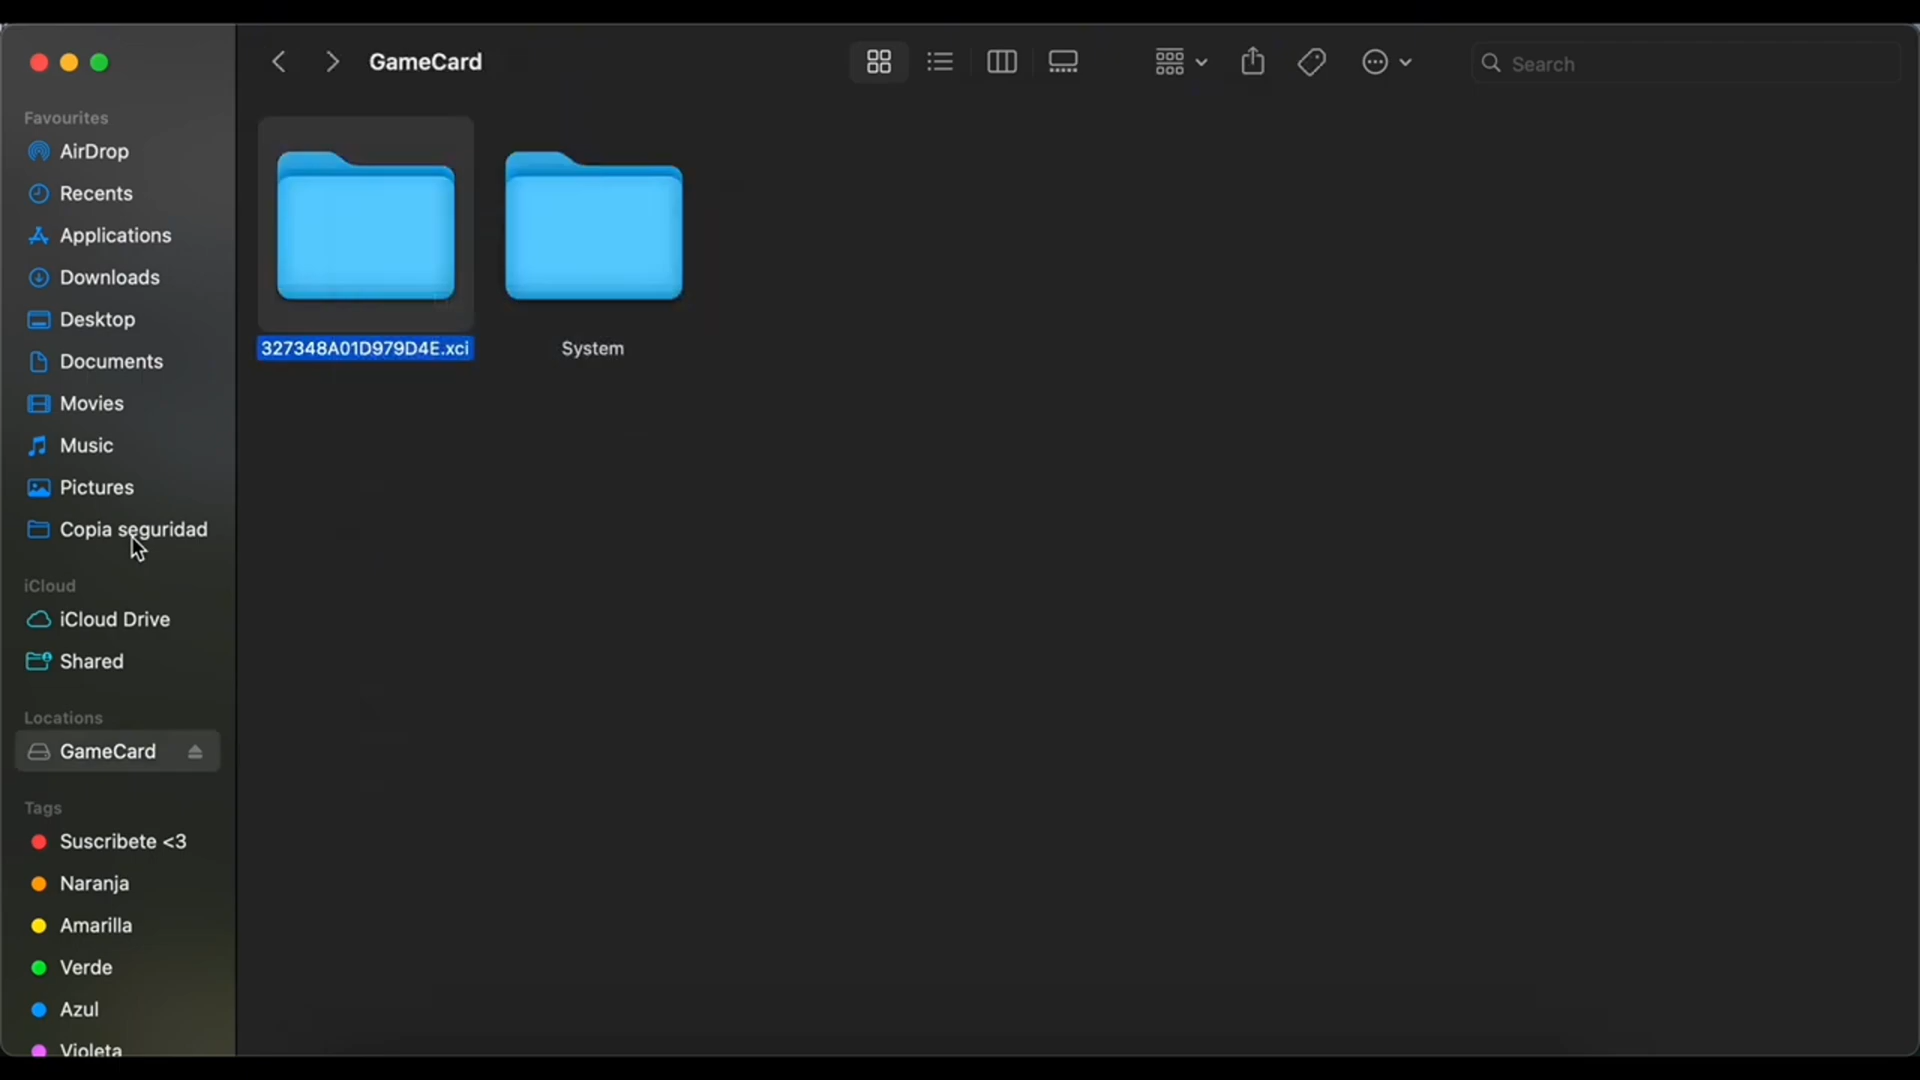 GameCard
Search
Favourites
AirDrop
Recents
Applications
Downloads
Desktop
Documents
Movies
Music
Pictures
Copia seguridad
iCloud
iCloud Drive
Shared
Locations
GameCard
Tags
Suscribete <3
Naranja
Amarilla
Verde
Azul
Violeta
327348A01D979D4E.xci
System